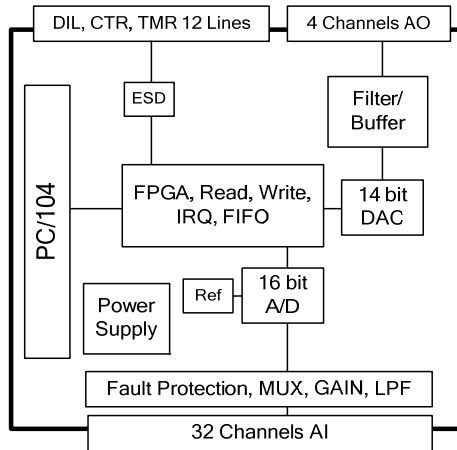 DIL, CTR, TMR 12 Lines
4 Channels AO
ESD
Filter/
Buffer
PC/104
FPGA, Read, Write,
IRQ, FIFO
14 bit
DAC
Ref
16 bit
A/D
Power
Supply
Fault Protection, MUX, GAIN, LPF
32 Channels AI